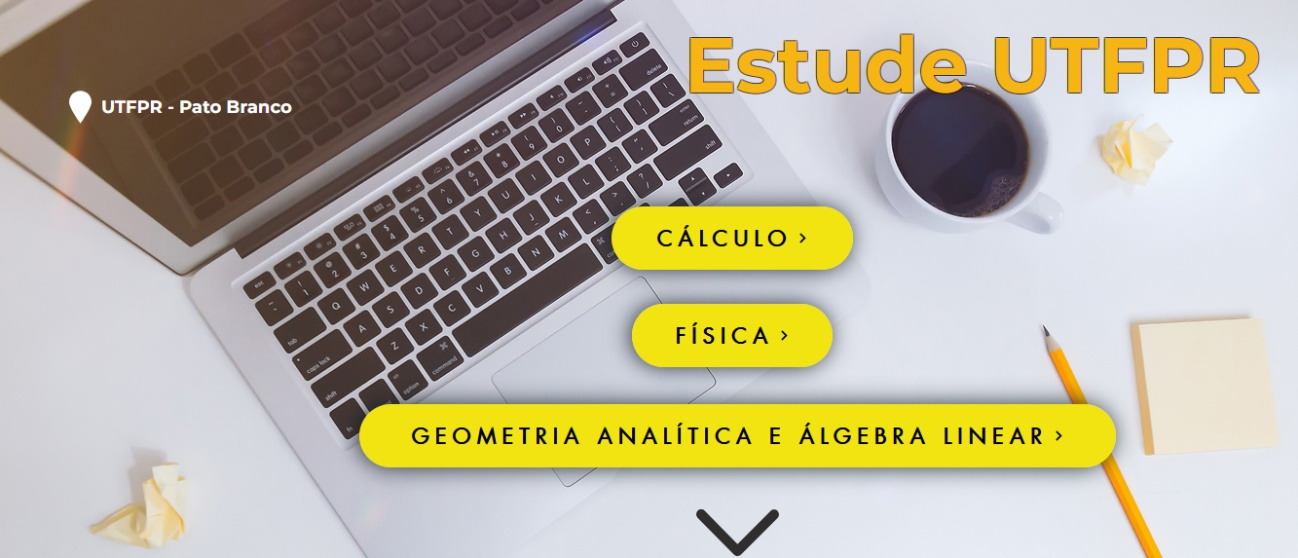 Estude UTFPR
UTFPR - Pato Branco
CÁLCULO ›
FÍSICA ›
GEOMETRIA ANALÍTICA E ÁLGEBRA LINEAR ›